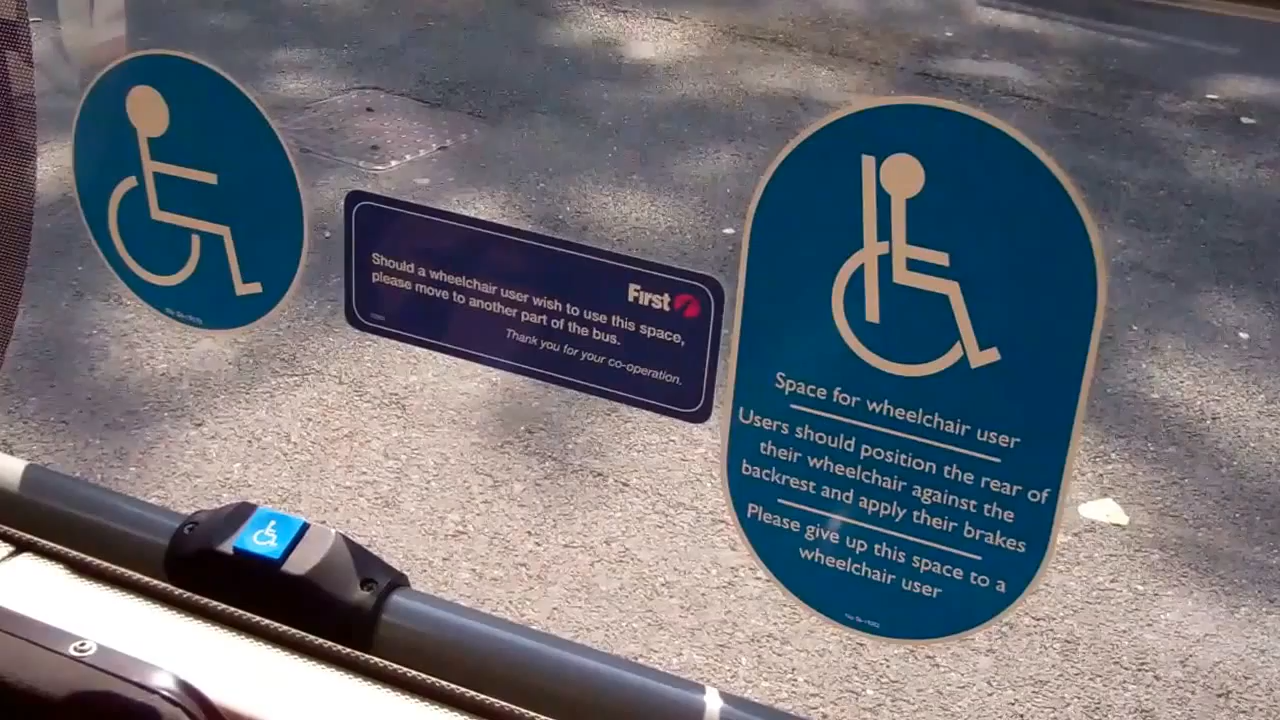 First
Should a wheelchair user wish to use this space,
please move to another part of the bus.
Thank you for your co-operation.
Space for wheelchair user
Users should position the rear of
their wheelchair against the
backrest and apply their brakes
Please give up this space to a
wheelchair user